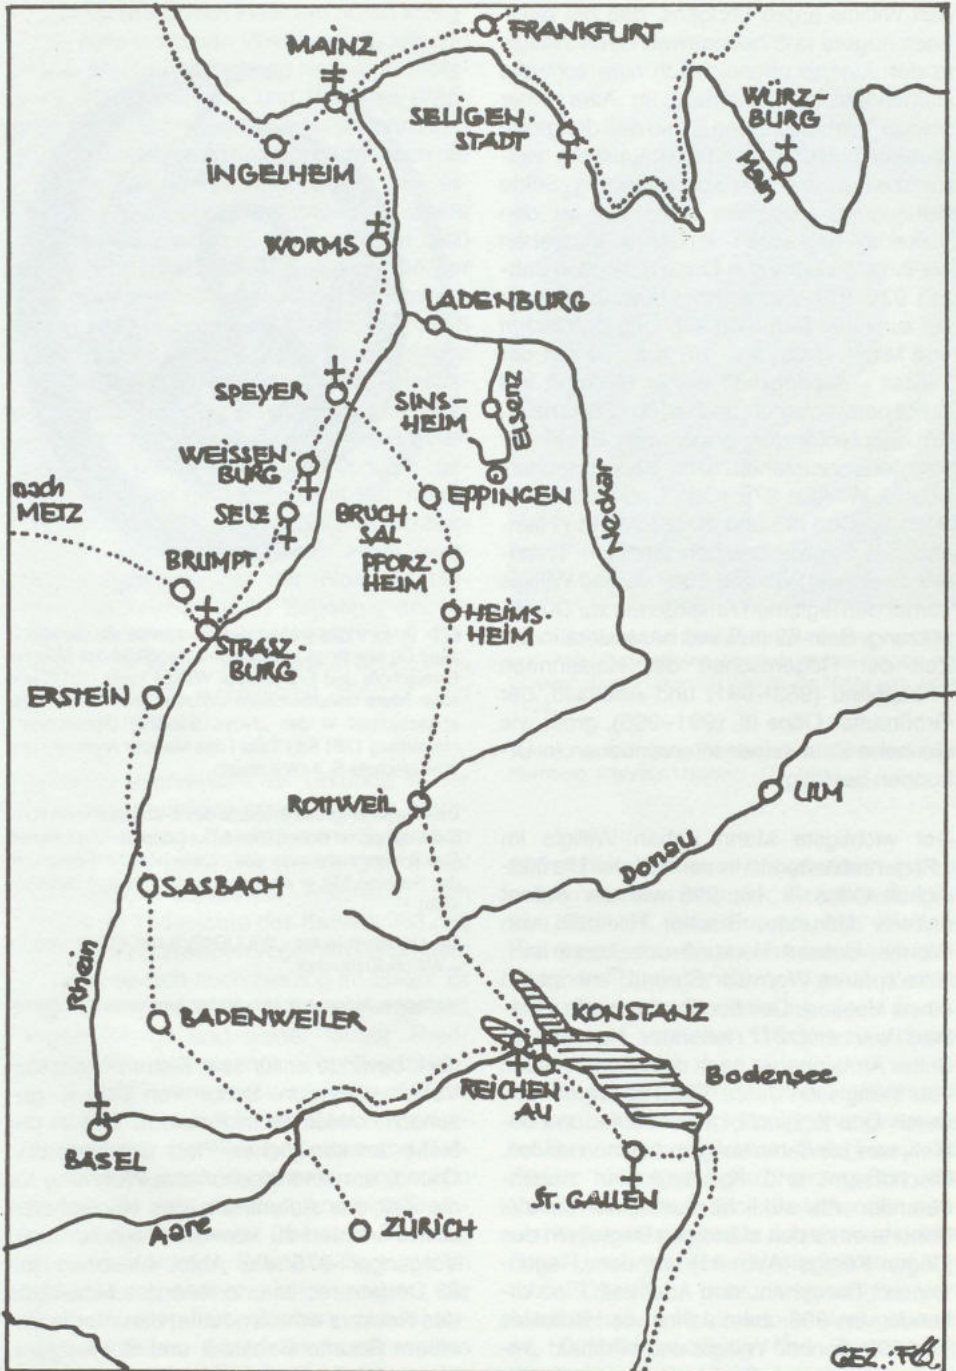 MAINZ
FRANKFURT
INGELHEIM
SELIGEN-
STADT
WÜRZ-
BURG
Main
WORMS
LADENBURG
SPEYER
SINS-
HEIM
Elsenz
WEISSEN
BURG
EPPINGEN
nach
METZ
SELZ
BRUCH
SAL
Neckar
BRUMPT
PFORZ-
HEIM
HEIMS-
HEIM
STRASZ-
BURG
ERSTEIN
ROTTWEIL
ULM
Donau
SASBACH
Rhein
BADENWEILER
KONSTANZ
REICHEN
AU
Bodensee
BASEL
ST. GALLEN
Aare
ZÜRICH